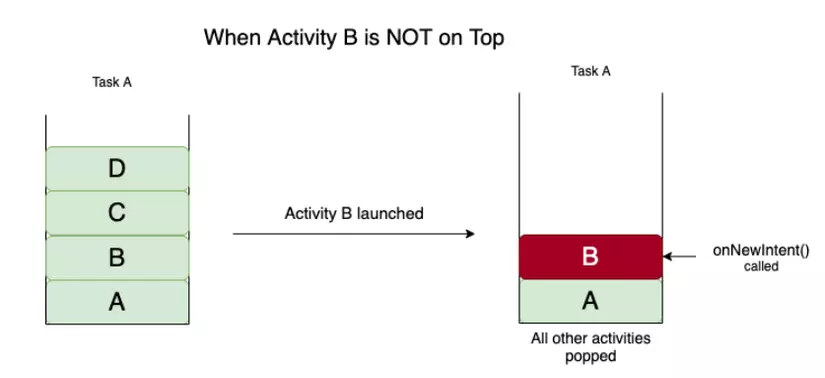 When Activity B is NOT on Top
Task A
Task A
D
C
B
A
Activity B launched
B
A
onNewIntent()
called
All other activities
popped